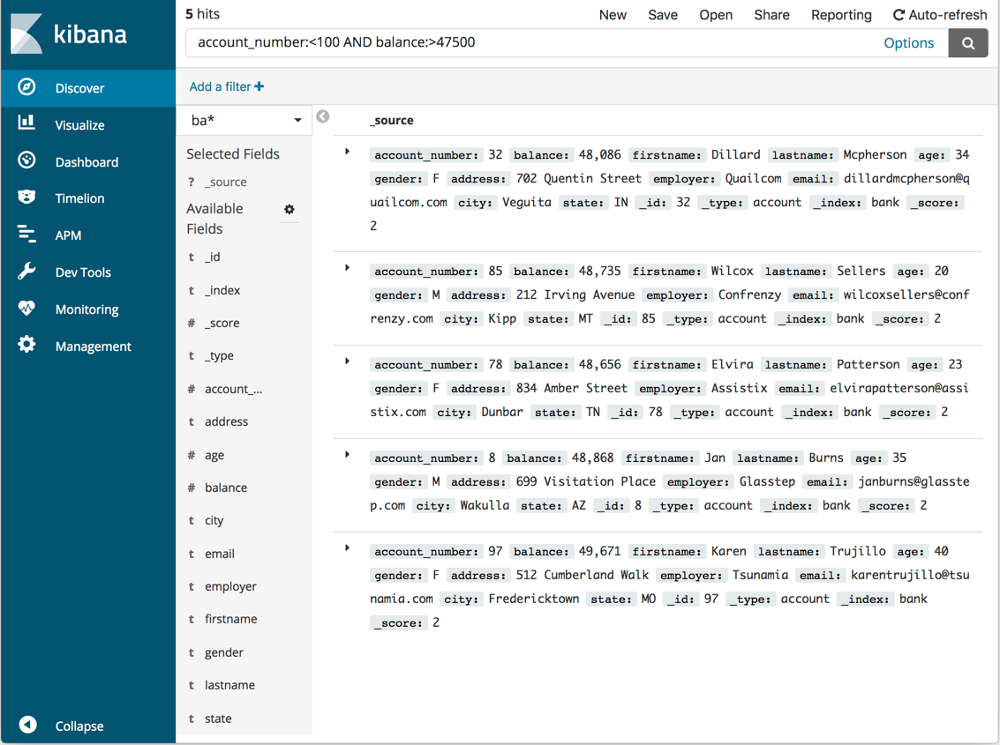 kibana
Discover
Visualize
Dashboard
Timelion
APM
Dev Tools
Monitoring
Management
Collapse
5 hits
New Save Open Share Reporting Auto-refresh
account_number:<100 AND balance:>47500 Options
Add a filter +
ba*
Selected Fields
? _source
Available
Fields
t _id
t _index
# _score
t _type
# account_...
t address
# age
# balance
t city
t email
t employer
t firstname
t gender
t lastname
t state
_source
account_number: 32 balance: 48,086 firstname: Dillard lastname: Mcpherson age: 34
gender: F address: 702 Quentin Street employer: Quailcom email: dillardmcpherson@q
uailcom.com city: Veguita state: IN _id: 32 _type: account _index: bank _score:
2
account_number: 85 balance: 48,735 firstname: Wilcox lastname: Sellers age: 20
gender: M address: 212 Irving Avenue employer: Confrenzy email: wilcoxsellers@conf
renzy.com city: Kipp state: MT _id: 85 _type: account _index: bank _score: 2
account_number: 78 balance: 48,656 firstname: Elvira lastname: Patterson age: 23
gender: F address: 834 Amber Street employer: Assistix email: elvirapatterson@assi
stix.com city: Dunbar state: TN _id: 78 _type: account _index: bank _score: 2
account_number: 8 balance: 48,868 firstname: Jan lastname: Burns age: 35
gender: M address: 699 Visitation Place employer: Glasstep email: janburns@glasste
p.com city: Wakulla state: AZ _id: 8 _type: account _index: bank _score: 2
account_number: 97 balance: 49,671 firstname: Karen lastname: Trujillo age: 40
gender: F address: 512 Cumberland Walk employer: Tsunamia email: karentrujillo@tsu
namia.com city: Fredericktown state: MO _id: 97 _type: account _index: bank
_score: 2